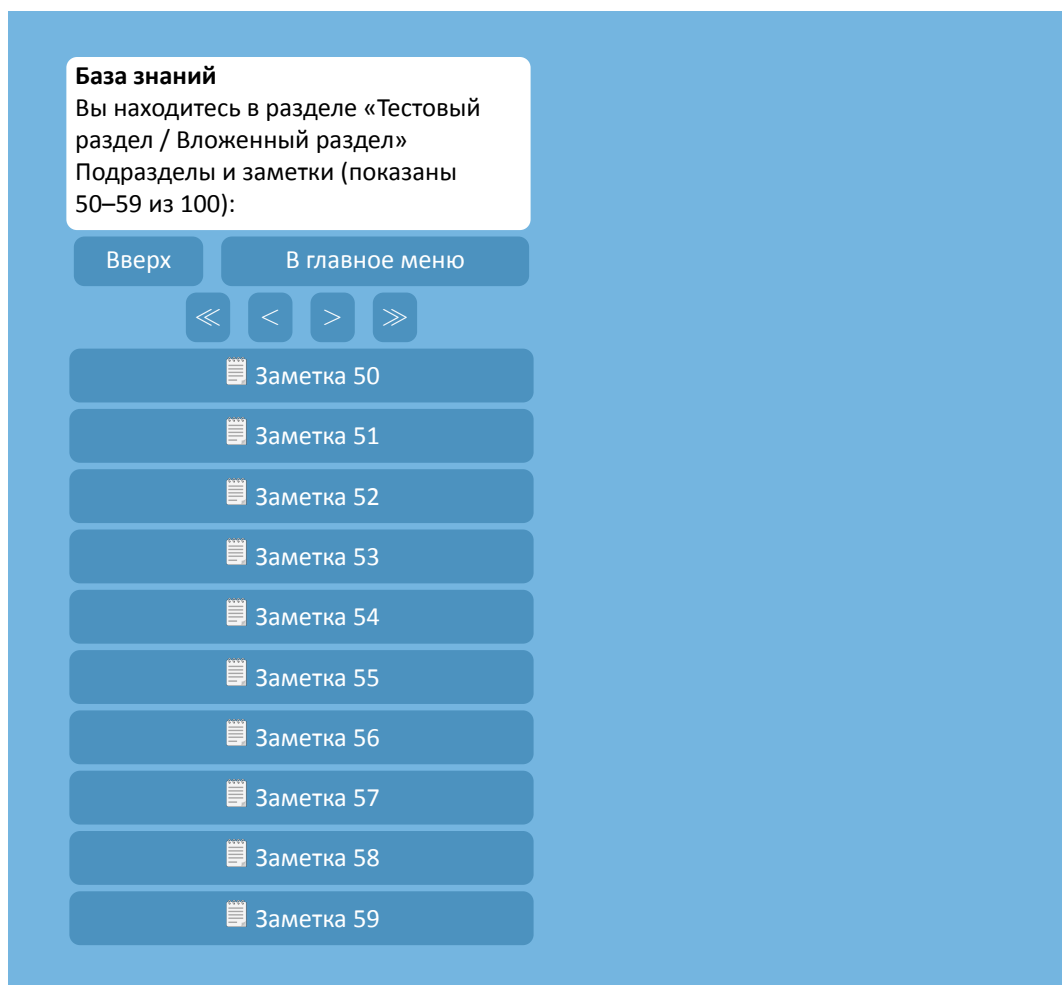 База знаний
Вы находитесь в разделе «Тестовый
раздел / Вложенный раздел»
Подразделы и заметки (показаны
50–59 из 100):
Вверх В главное меню
≪ < > ≫
Заметка 50
Заметка 51
Заметка 52
Заметка 53
Заметка 54
Заметка 55
Заметка 56
Заметка 57
Заметка 58
Заметка 59